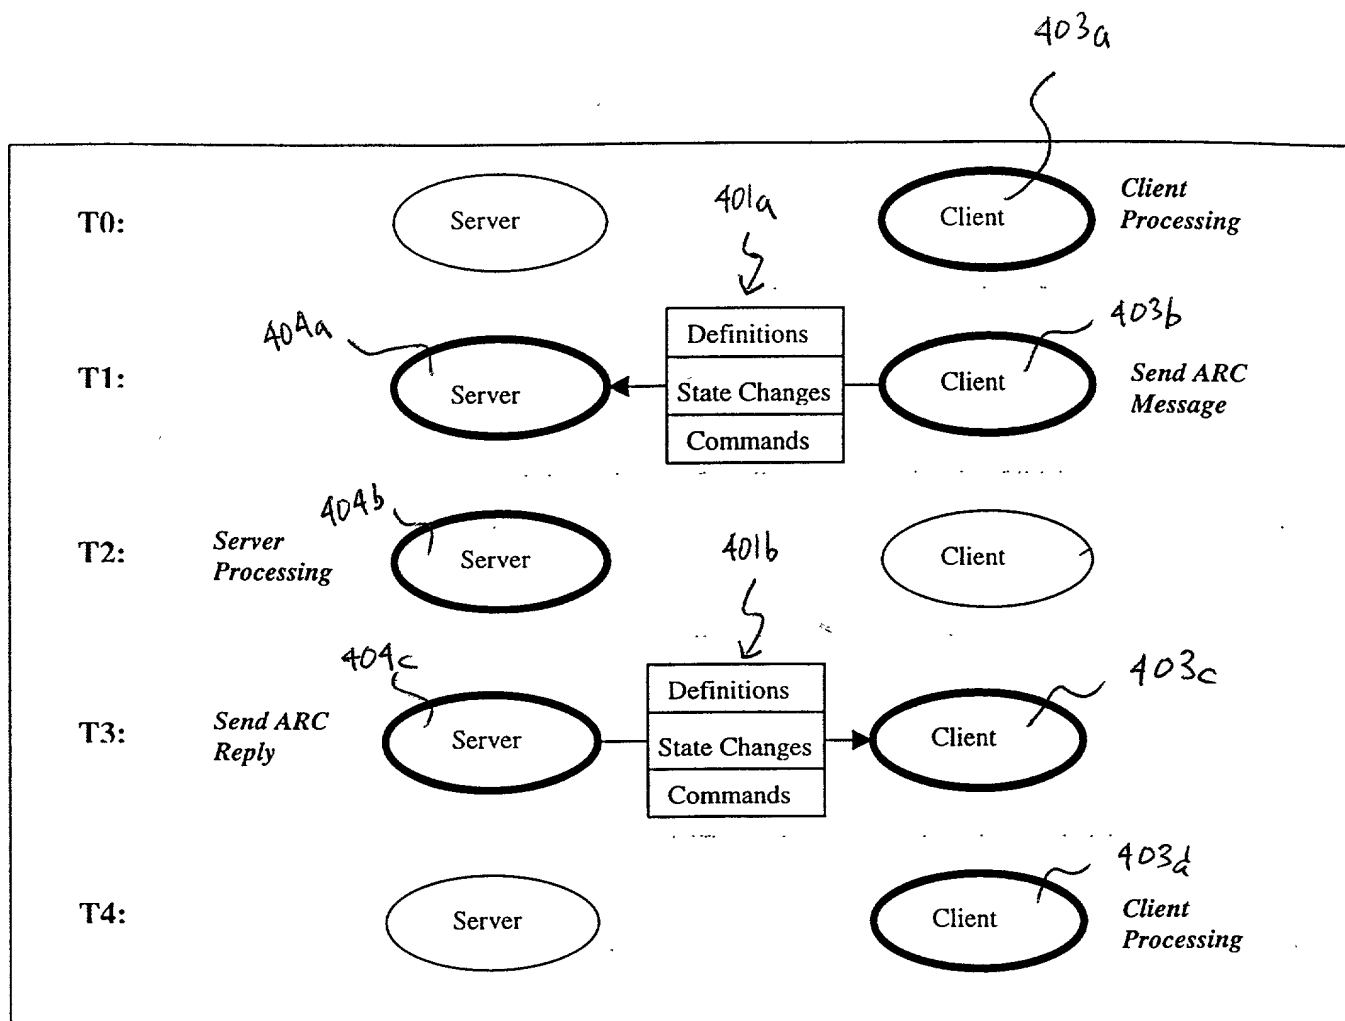 403a
T0:
Server
401a
Client
Client
Processing
404a
Definitions
403b
T1:
Server
State Changes
Client
Send ARC
Message
Commands
404b
T2:
Server
Processing
Server
401b
Client
404c
Definitions
403c
T3:
Send ARC
Reply
Server
State Changes
Client
Commands
403d
T4:
Server
Client
Client
Processing